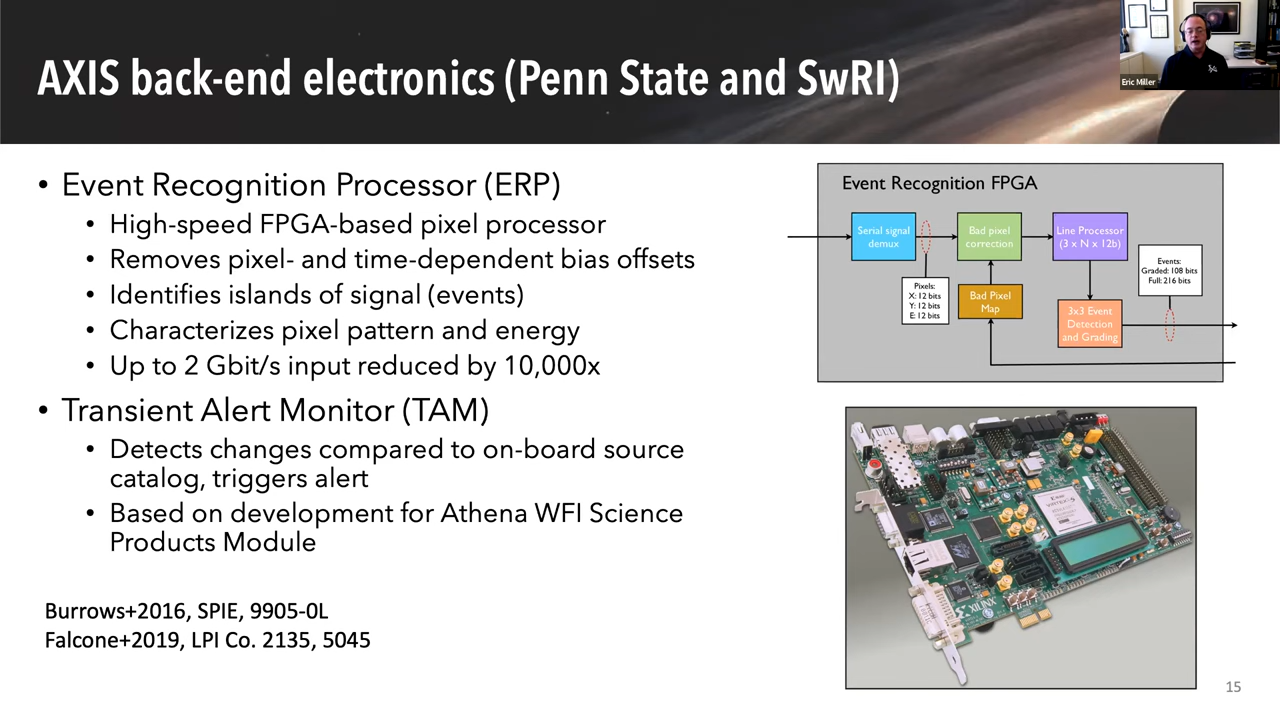 AXIS back-end electronics (Penn State and SwRI)
Eric Miller
• Event Recognition Processor (ERP)
• High-speed FPGA-based pixel processor
• Removes pixel- and time-dependent bias offsets
• Identifies islands of signal (events)
• Characterizes pixel pattern and energy
• Up to 2 Gbit/s input reduced by 10,000x
• Transient Alert Monitor (TAM)
• Detects changes compared to on-board source
catalog, triggers alert
• Based on development for Athena WFI Science
Products Module
Burrows+2016, SPIE, 9905-0L
Falcone+2019, LPI Co. 2135, 5045
Event Recognition FPGA
Serial signal
demux
Bad pixel
correction
Line Processor
(3 x N x 12b)
Pixels:
X: 12 bits
Y: 12 bits
E: 12 bits
Bad Pixel
Map
3x3 Event
Detection
and Grading
Events:
Graded: 108 bits
Full: 216 bits
XILINX
15